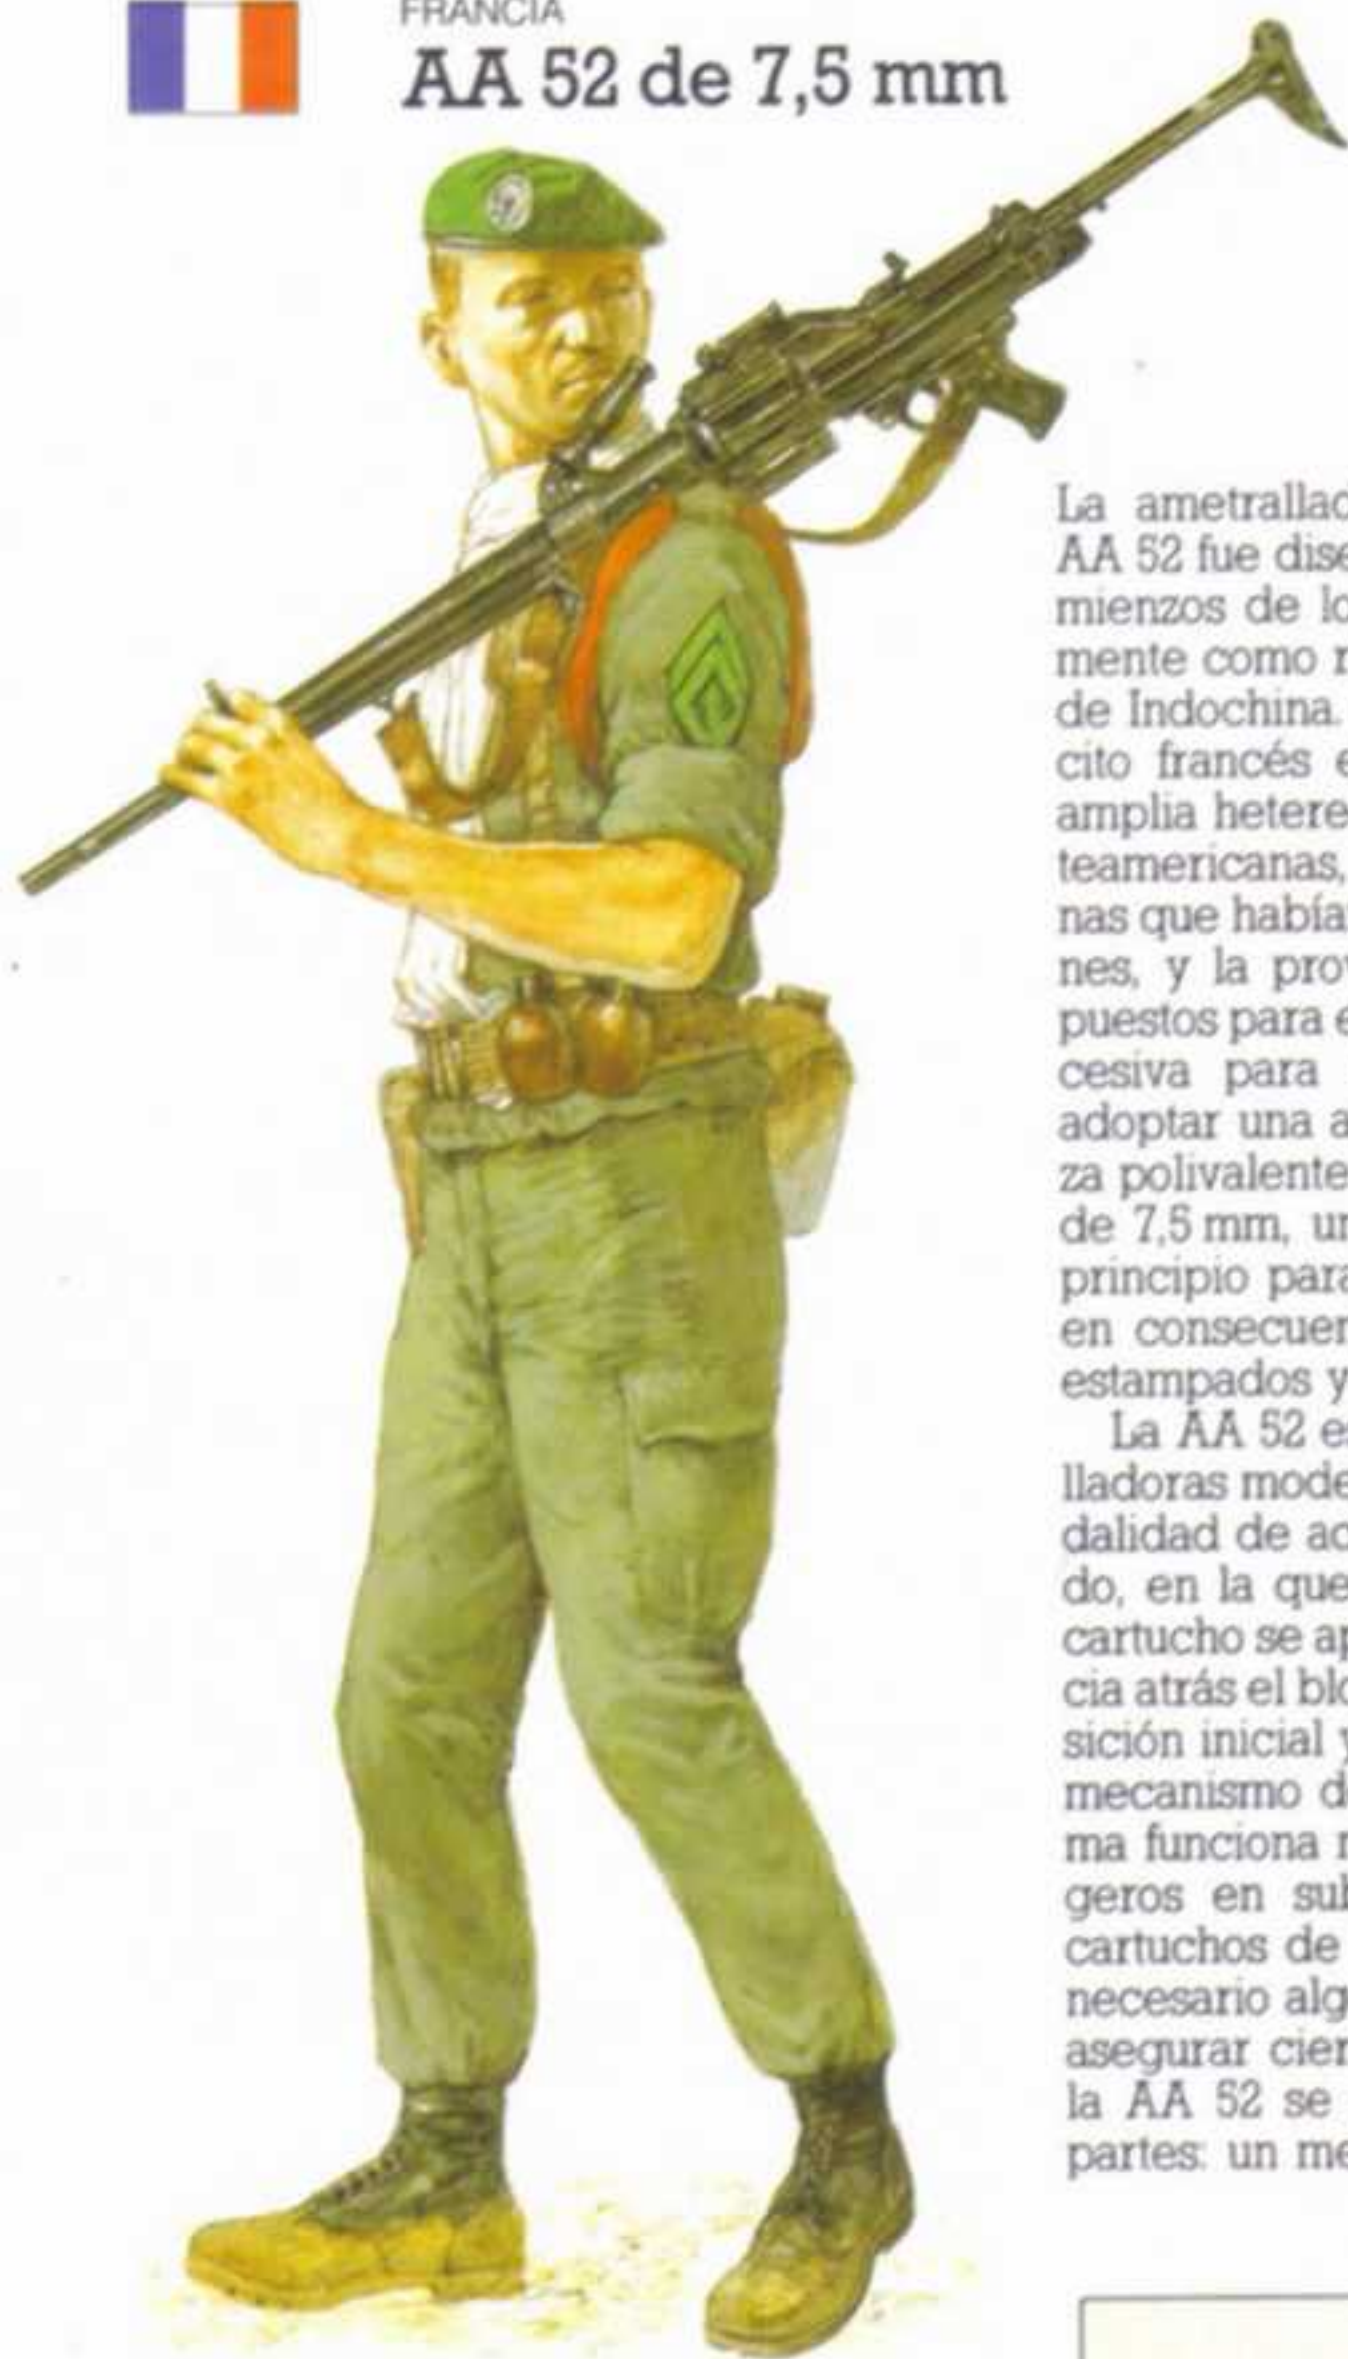 FRANCIA
AA 52 de 7,5 mm
La ametrallad
AA 52 fue dise
mienzos de lo
mente como r
de Indochina.
cito francés e
amplia hetere
teamericanas,
nas que había
nes, y la prov
puestos para e
cesiva para
adoptar una a
za polivalente
de 7,5 mm, un
principio para
en consecuen
estampados y
La AA 52 es
lladoras mode
dalidad de ac
do, en la que
cartucho se ap
cia atrás el blo
sición inicial y
mecanismo de
ma funciona m
geros en sub
cartuchos de
necesario alg
asegurar cier
la AA 52 se
partes: un me